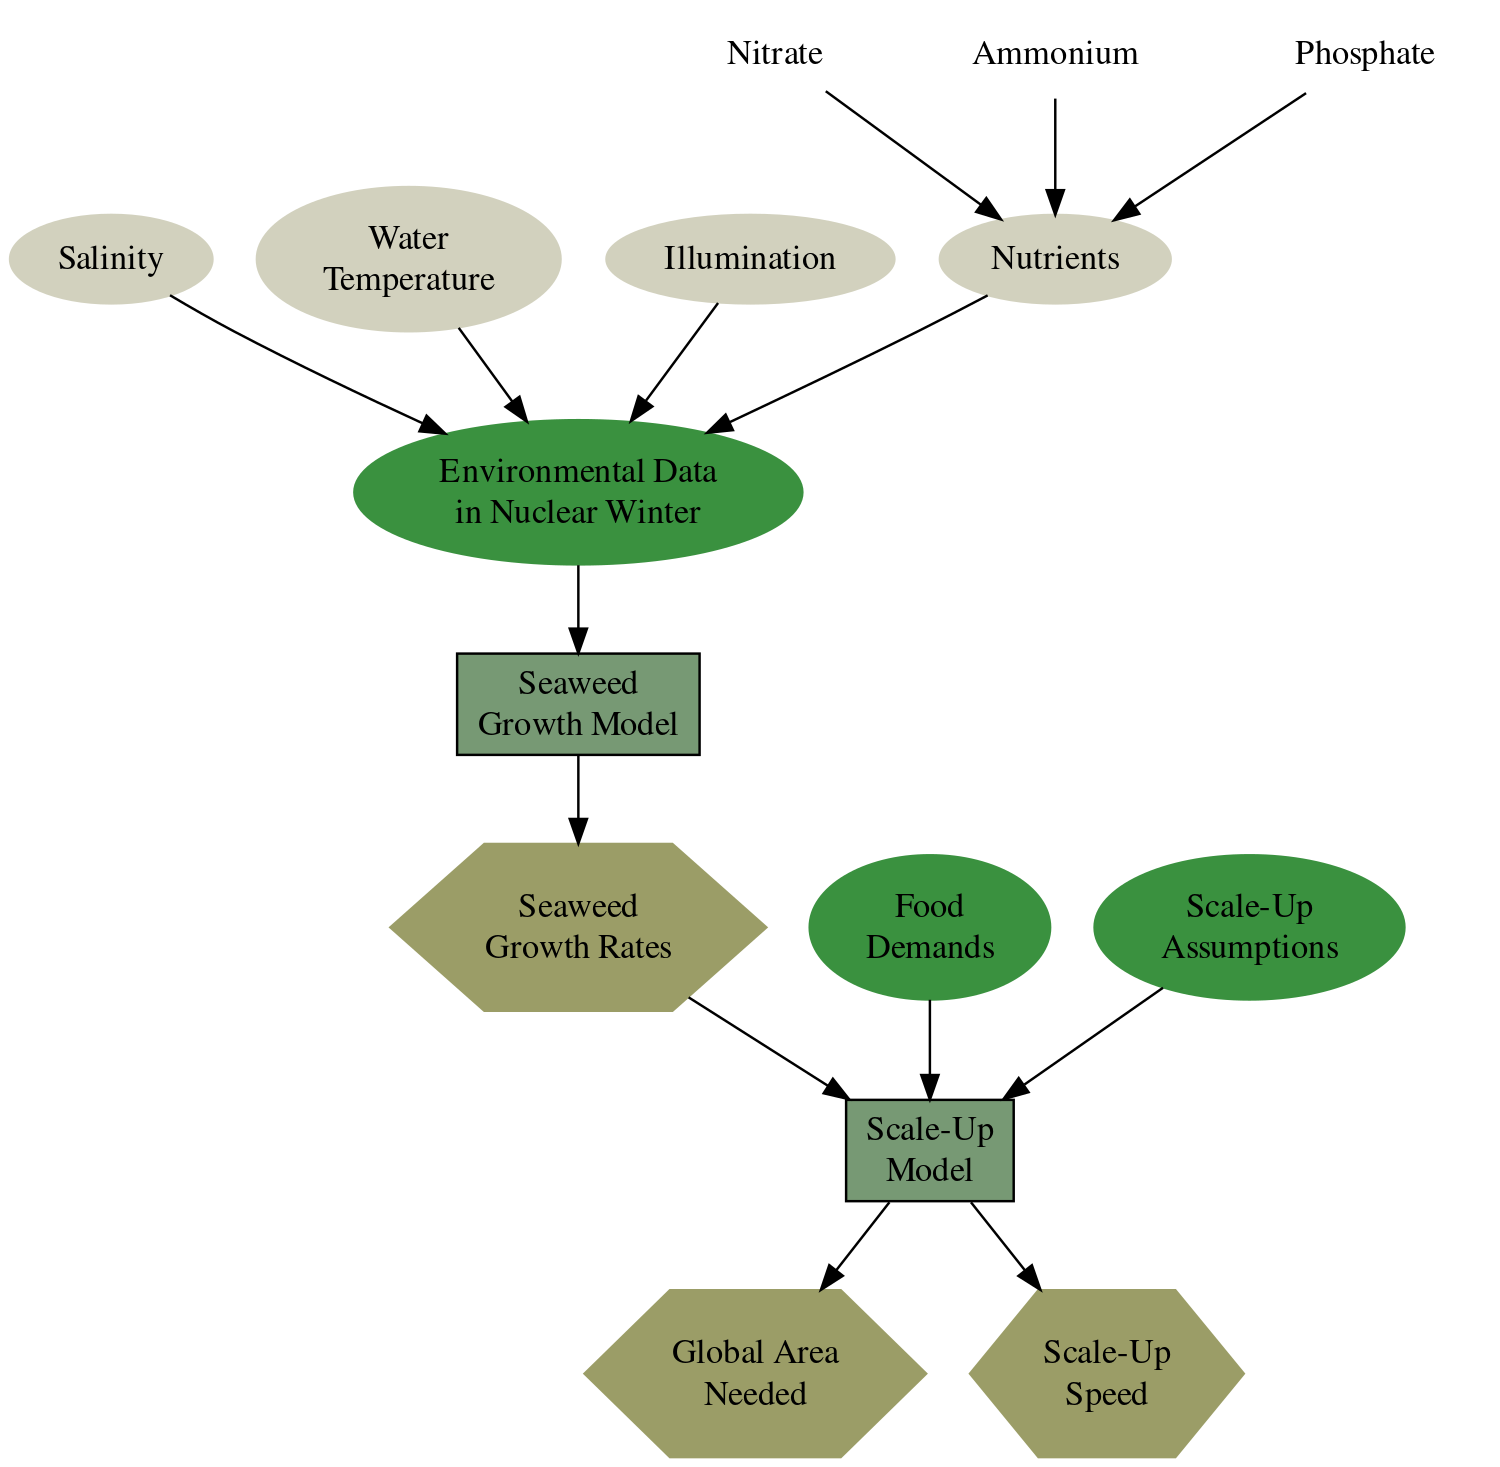 Nitrate
Ammonium
Phosphate
Salinity
Water
Temperature
Illumination
Nutrients
Environmental Data
in Nuclear Winter
Seaweed
Growth Model
Seaweed
Growth Rates
Food
Demands
Scale-Up
Assumptions
Scale-Up
Model
Global Area
Needed
Scale-Up
Speed